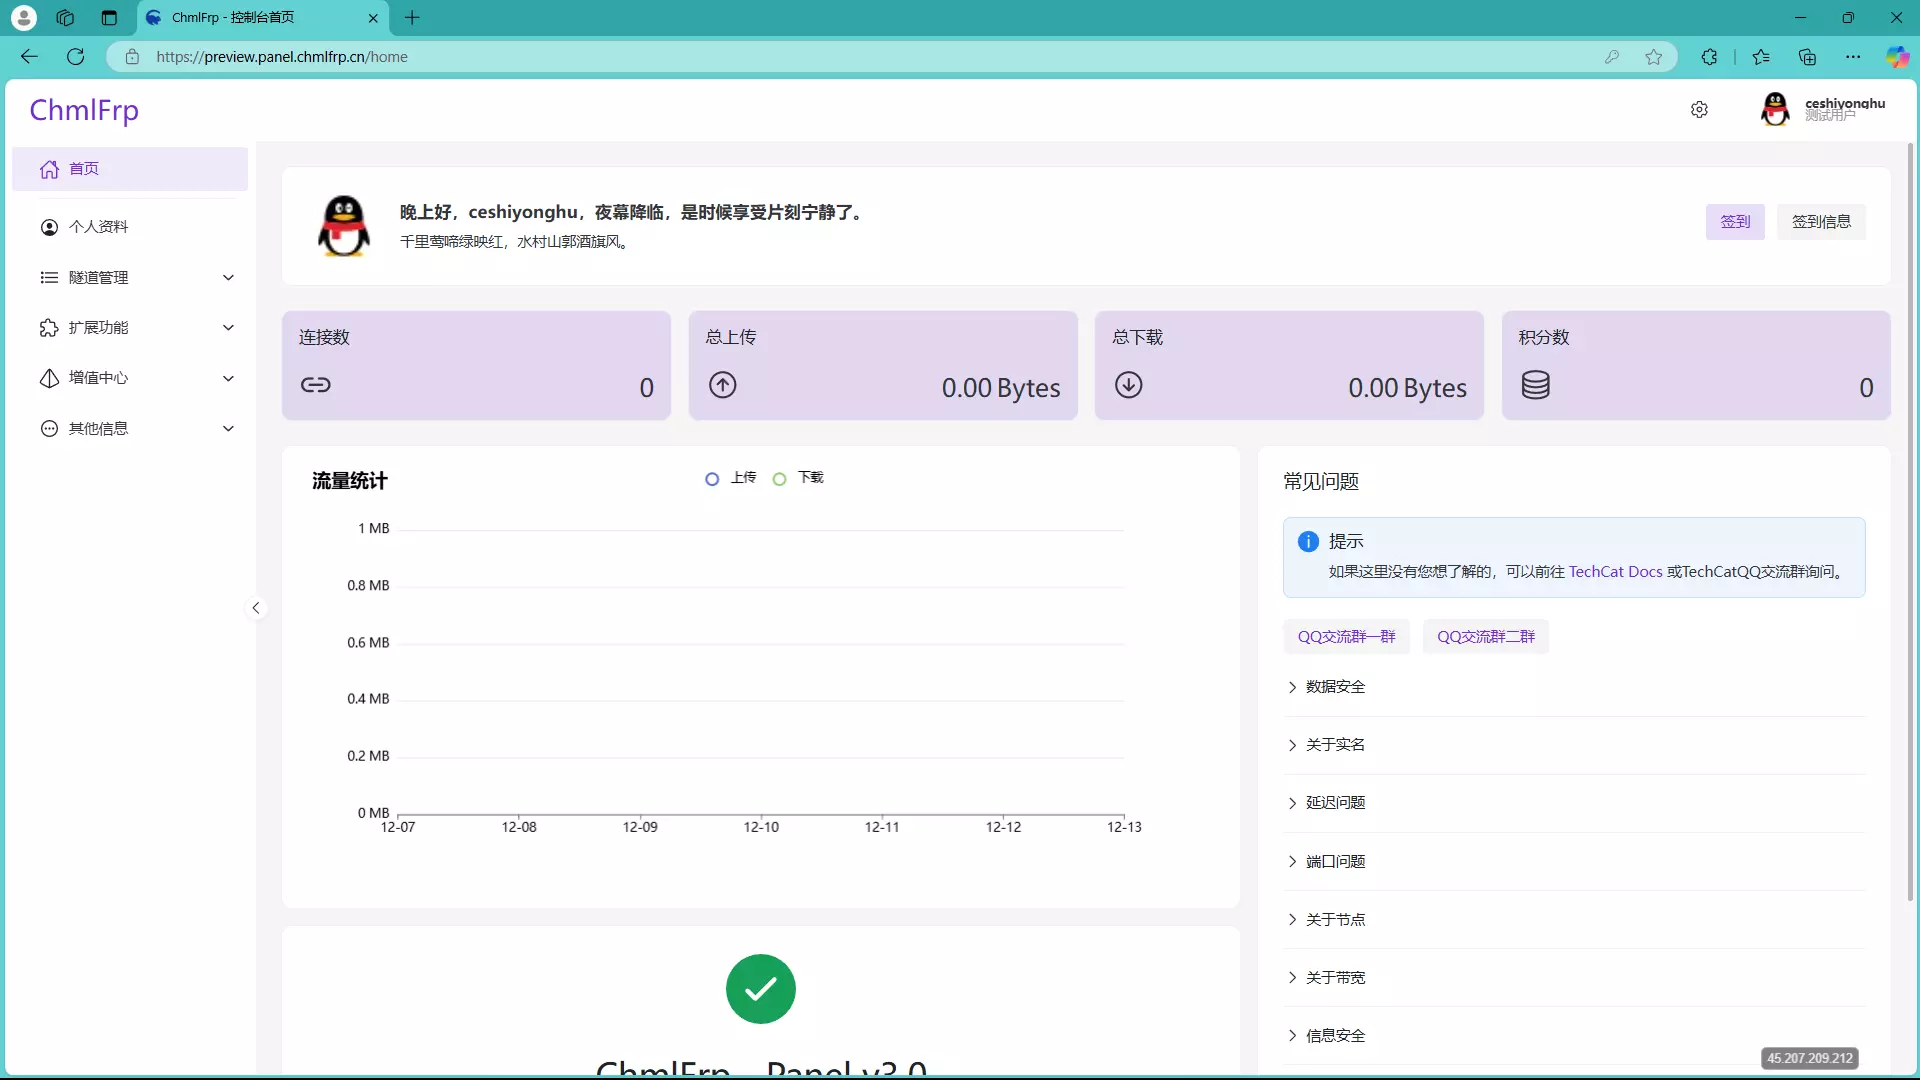 ChmlFrp - 控制台首页
https://preview.panel.chmlfrp.cn/home
ChmlFrp
ceshiyonghu
测试用户
首页
个人资料
隧道管理
扩展功能
增值中心
其他信息
晚上好，ceshiyonghu，夜幕降临，是时候享受片刻宁静了。
千里莺啼绿映红，水村山郭酒旗风。
签到
签到信息
连接数
0
总上传
0.00 Bytes
总下载
0.00 Bytes
积分数
0
流量统计
上传
下载
1 MB
0.8 MB
0.6 MB
0.4 MB
0.2 MB
0 MB
12-07
12-08
12-09
12-10
12-11
12-12
12-13
ChmlFrp - Panel v3.0
常见问题
提示
如果这里没有您想了解的，可以前往 TechCat Docs 或TechCatQQ交流群询问。
QQ交流群一群
QQ交流群二群
数据安全
关于实名
延迟问题
端口问题
关于节点
关于带宽
信息安全
45.207.209.212